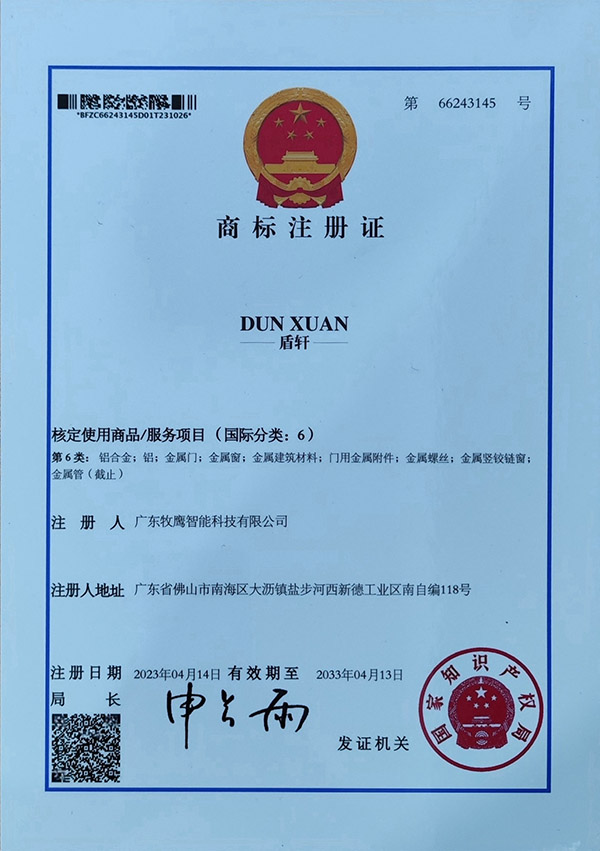 *BFZC66243145D01T231026*
第 66243145 号
商标注册证
DUN XUAN
盾轩
核定使用商品/服务项目（国际分类：6）
第6类：铝合金；铝；金属门；金属窗；金属建筑材料；门用金属附件；金属螺丝；金属竖铰链窗；
金属管（截止）
注册人 广东牧鹰智能科技有限公司
注册人地址 广东省佛山市南海区大沥镇盐步河西新德工业区南自编118号
注册日期 2023年04月14日 有效期至 2033年04月13日
局长 申长雨
发证机关
国家知识产权局